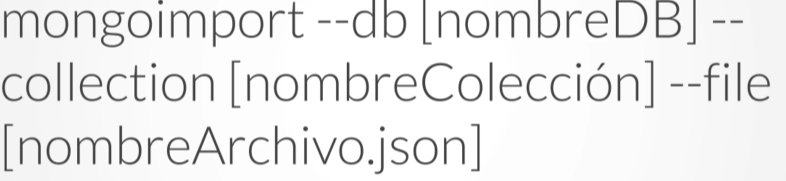 mongoimport --db [nombreDB] --
collection [nombreColección] --file
[nombreArchivo.json]